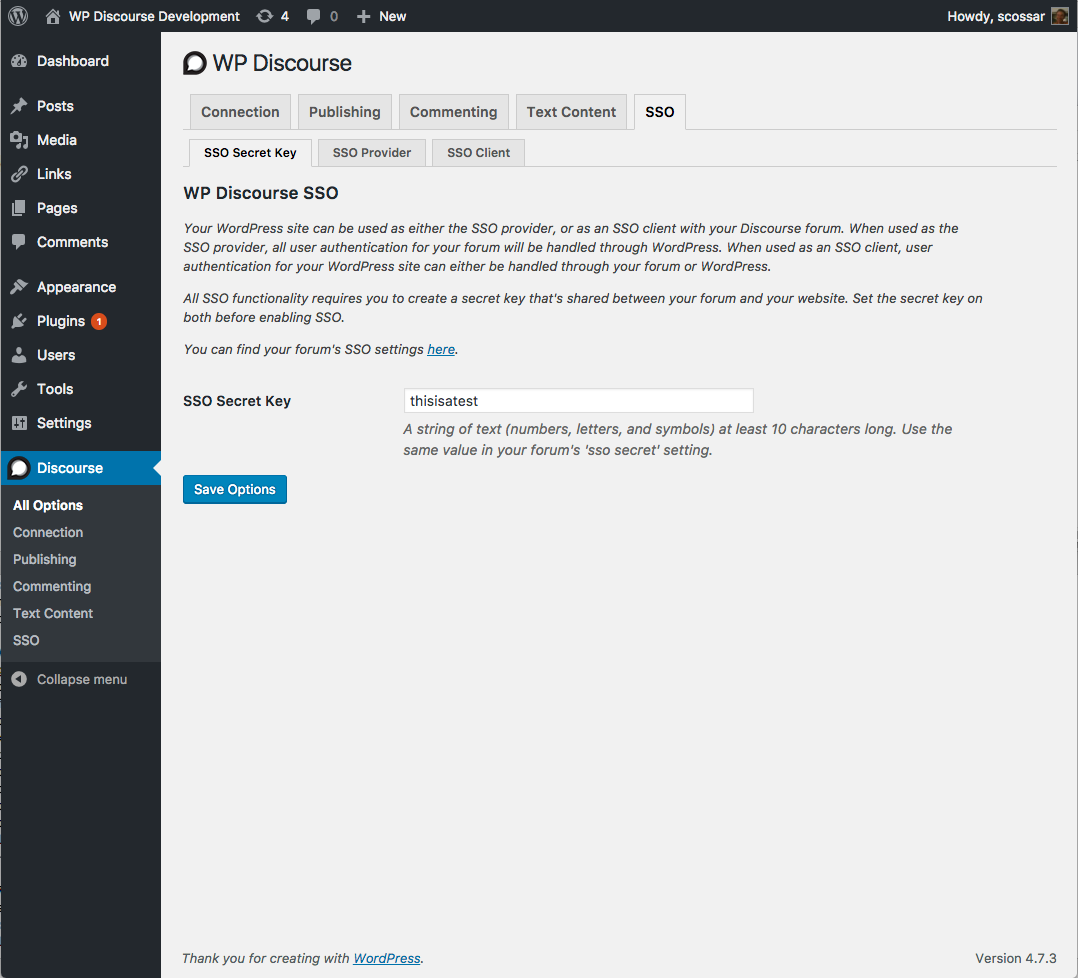 WP Discourse Development 4 0 New Howdy, scossar
Dashboard
Posts
Media
Links
Pages
Comments
Appearance
Plugins 1
Users
Tools
Settings
Discourse
All Options
Connection
Publishing
Commenting
Text Content
SSO
Collapse menu
WP Discourse
Connection Publishing Commenting Text Content SSO
SSO Secret Key SSO Provider SSO Client
WP Discourse SSO
Your WordPress site can be used as either the SSO provider, or as an SSO client with your Discourse forum. When used as the
SSO provider, all user authentication for your forum will be handled through WordPress. When used as an SSO client, user
authentication for your WordPress site can either be handled through your forum or WordPress.
All SSO functionality requires you to create a secret key that's shared between your forum and your website. Set the secret key on
both before enabling SSO.
You can find your forum's SSO settings here.
SSO Secret Key thisisatest
A string of text (numbers, letters, and symbols) at least 10 characters long. Use the
same value in your forum's 'sso secret' setting.
Save Options
Thank you for creating with WordPress. Version 4.7.3